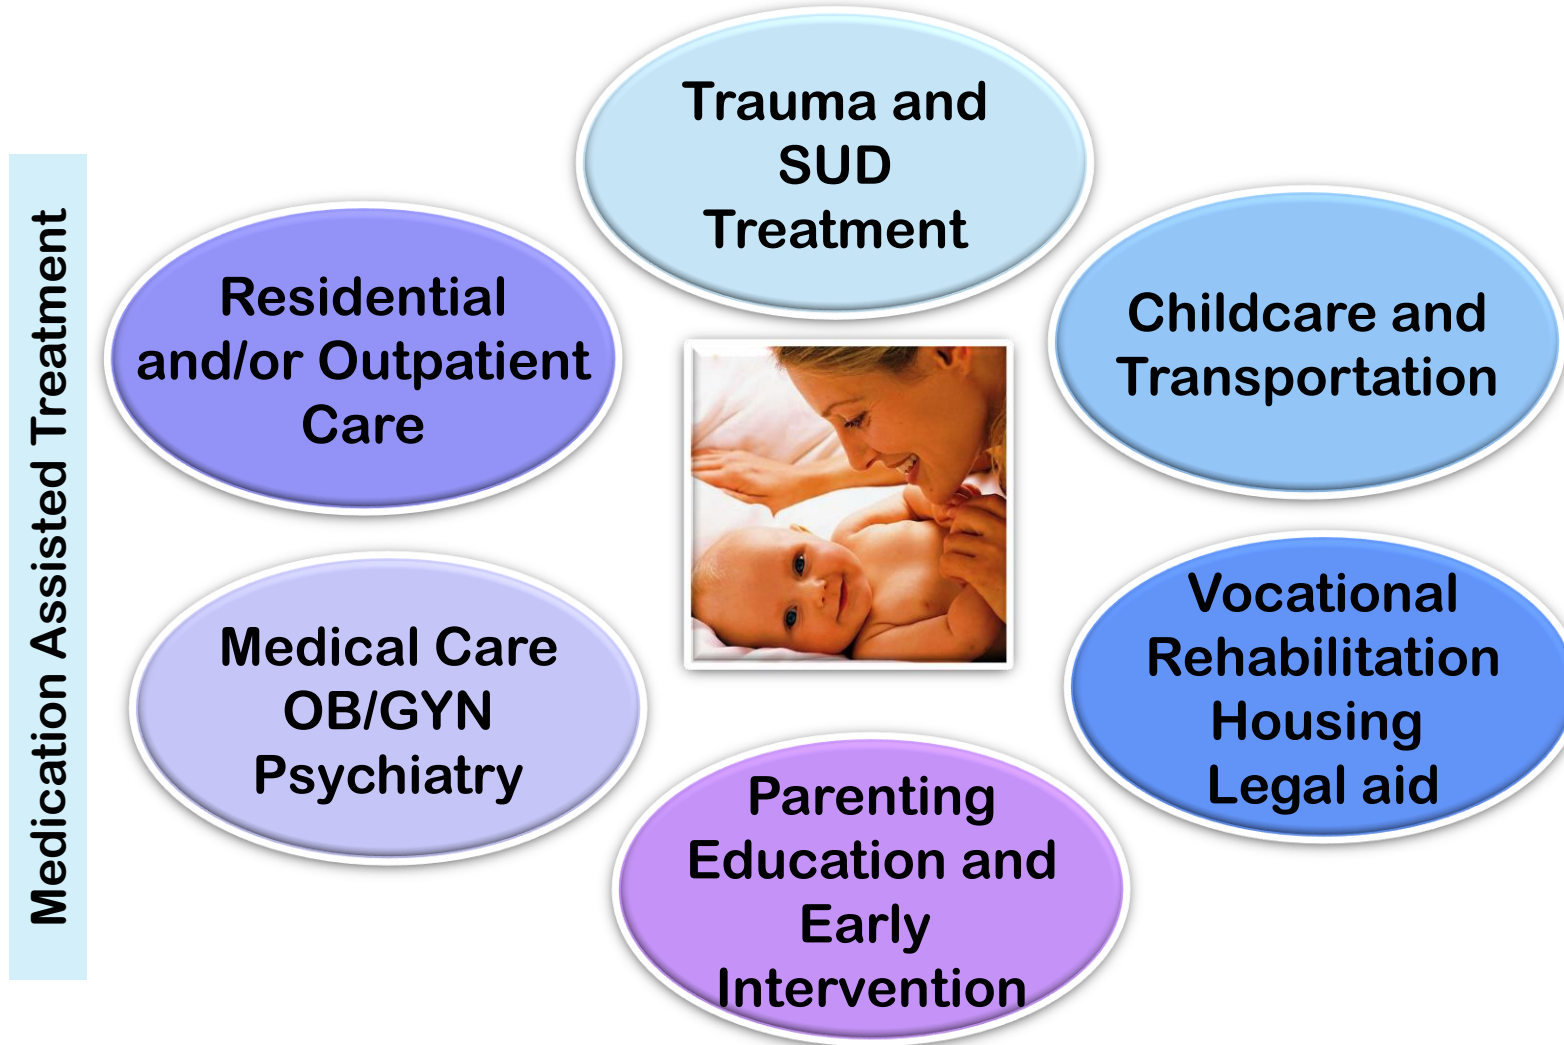 Medication Assisted Treatment
Trauma and
SUD
Treatment
Residential
and/or Outpatient
Care
Childcare and
Transportation
Medical Care
OB/GYN
Psychiatry
Vocational
Rehabilitation
Housing
Legal aid
Parenting
Education and
Early
Intervention